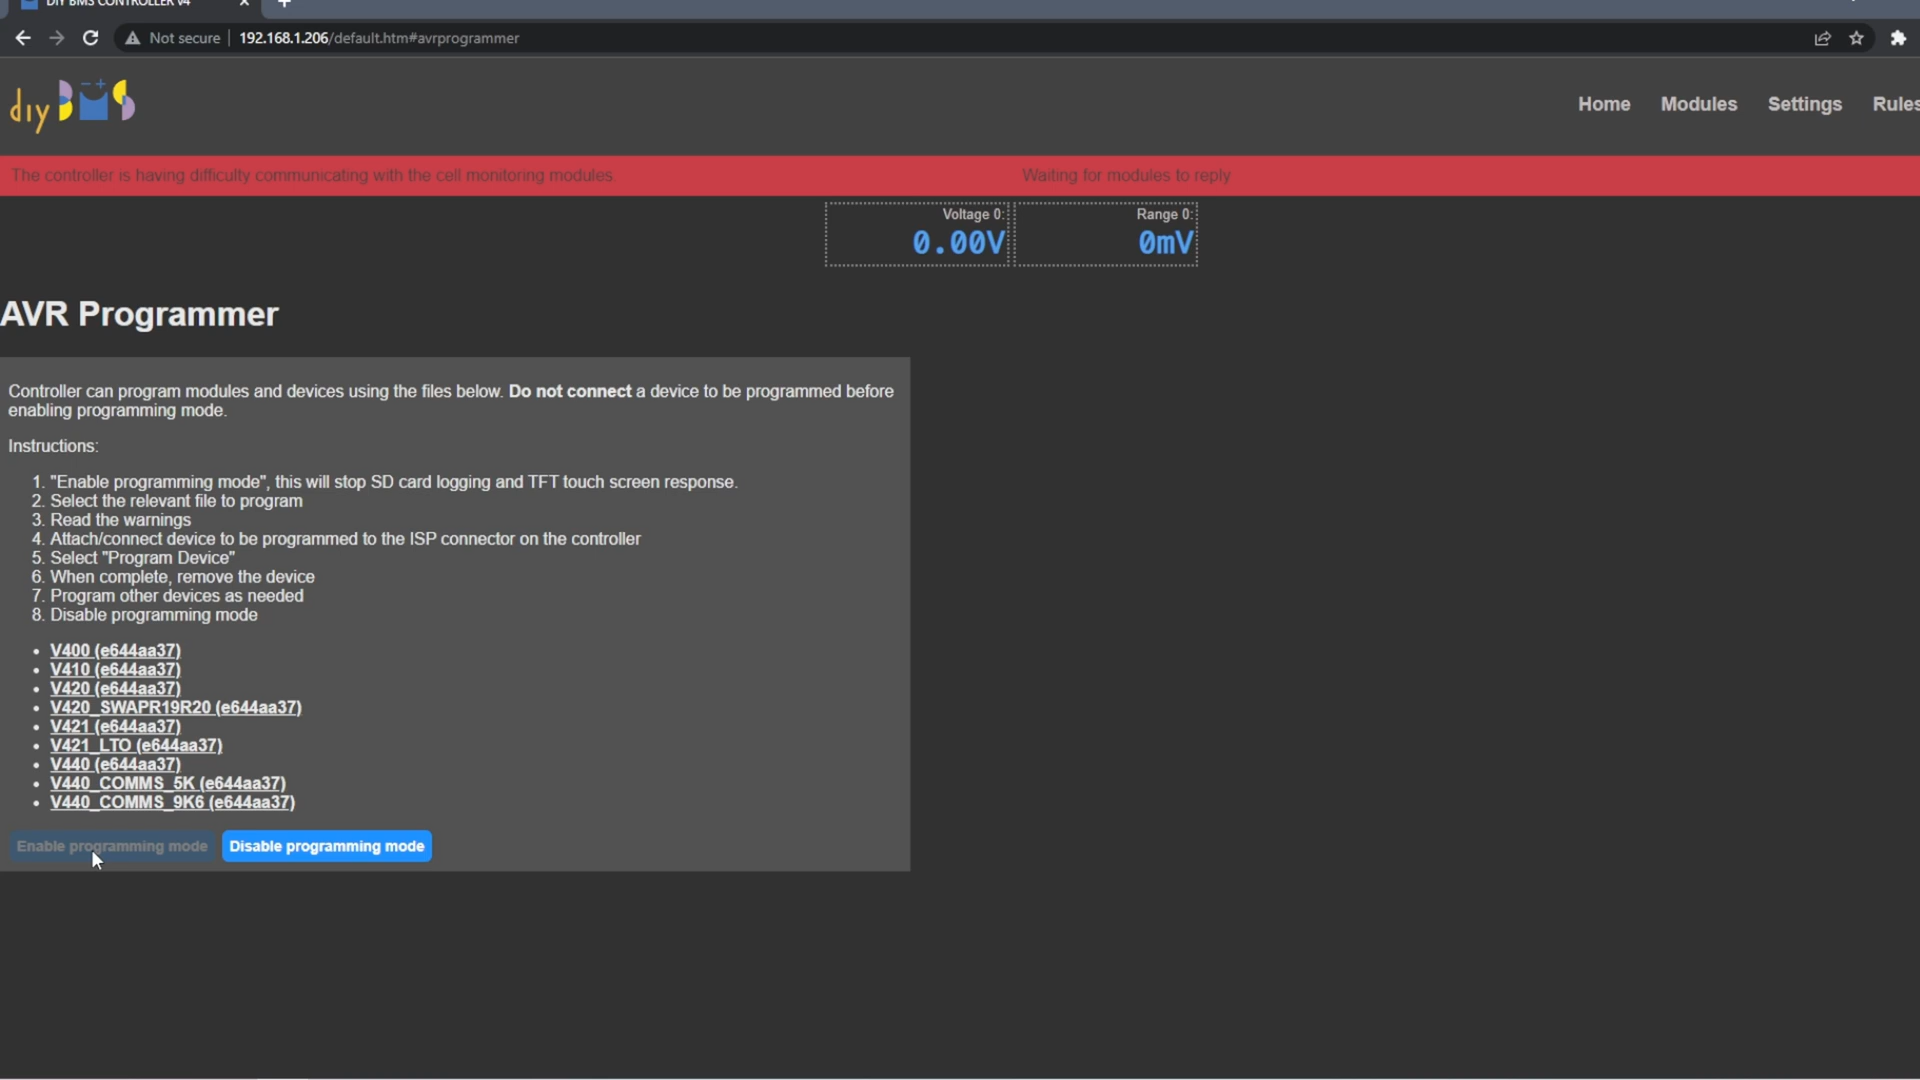 DIY BMS CONTROLLER v4
Not secure 192.168.1.206/default.htm#avrprogrammer
diyBMS
Home Modules Settings Rules
The controller is having difficulty communicating with the cell monitoring modules Waiting for modules to reply
Voltage 0: Range 0:
0.00V 0mV
AVR Programmer
Controller can program modules and devices using the files below. Do not connect a device to be programmed before
enabling programming mode.
Instructions:
1. "Enable programming mode", this will stop SD card logging and TFT touch screen response.
2. Select the relevant file to program
3. Read the warnings
4. Attach/connect device to be programmed to the ISP connector on the controller
5. Select "Program Device"
6. When complete, remove the device
7. Program other devices as needed
8. Disable programming mode
• V400 (e644aa37)
• V410 (e644aa37)
• V420 (e644aa37)
• V420_SWAPR19R20 (e644aa37)
• V421 (e644aa37)
• V421_LTO (e644aa37)
• V440 (e644aa37)
• V440_COMMS_5K (e644aa37)
• V440_COMMS_9K6 (e644aa37)
Enable programming mode Disable programming mode